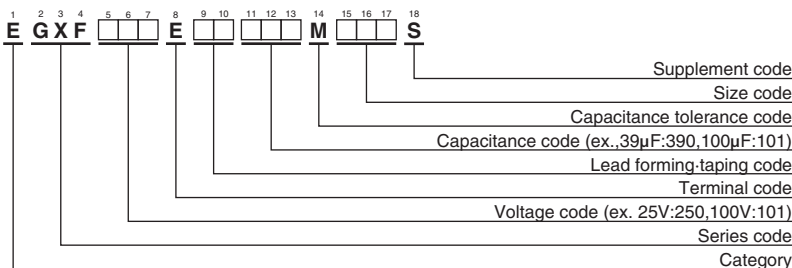 1 2 3 4 5 6 7 8 9 10 11 12 13 14 15 16 17 18
E GXF E M S
Supplement code
Size code
Capacitance tolerance code
Capacitance code (ex.,39µF:390,100µF:101)
Lead forming·taping code
Terminal code
Voltage code (ex. 25V:250,100V:101)
Series code
Category